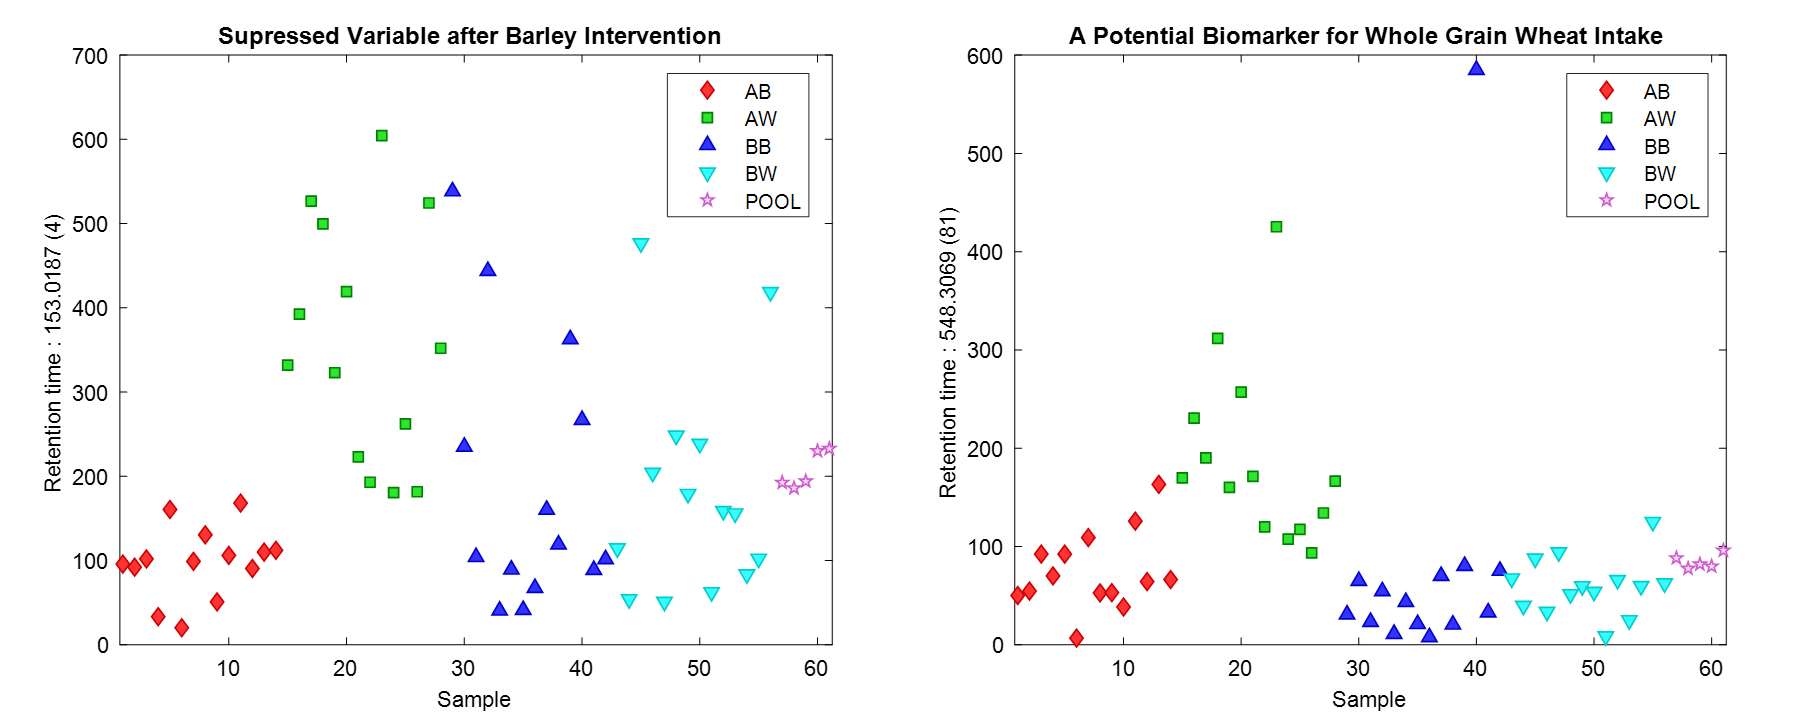 Supressed Variable after Barley Intervention
Retention time : 153.0187 (4)
700
600
500
400
300
200
100
0
10 20 30 40 50 60
Sample
AB
AW
BB
BW
POOL
A Potential Biomarker for Whole Grain Wheat Intake
Retention time : 548.3069 (81)
600
500
400
300
200
100
0
10 20 30 40 50 60
Sample
AB
AW
BB
BW
POOL